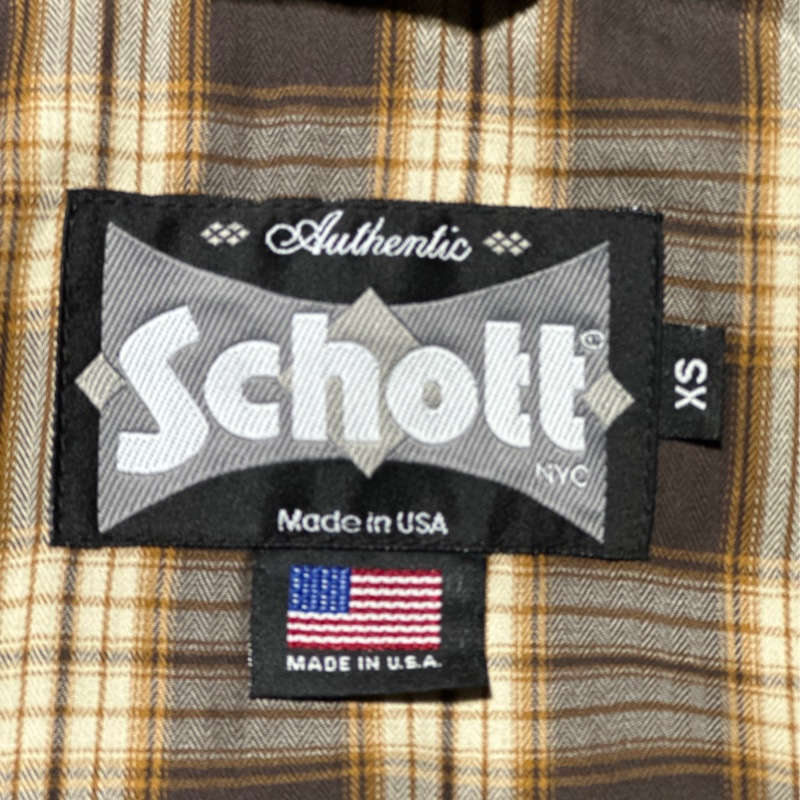 Authentic
Schott®
NYC
Made in USA
XS
MADE IN U.S.A.